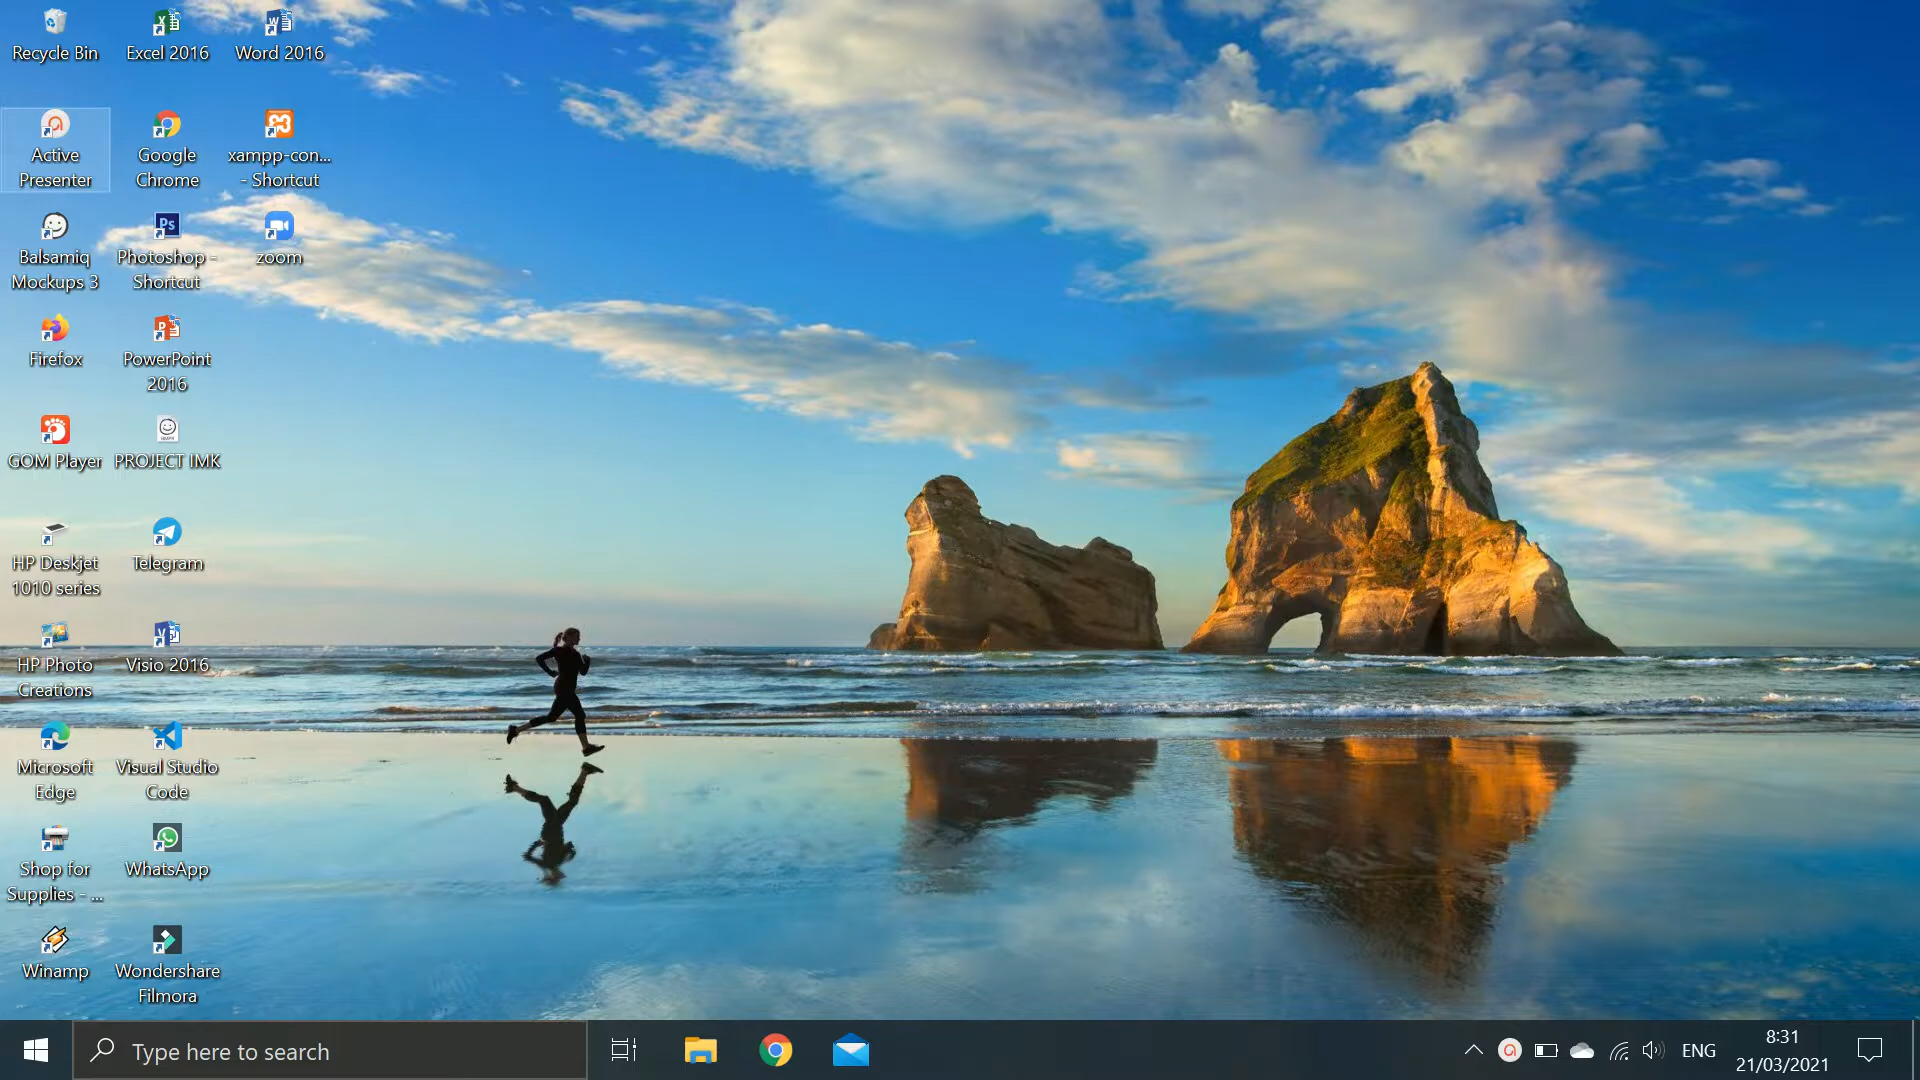 Recycle Bin
Excel 2016
Word 2016
Active
Presenter
Google
Chrome
xampp-con...
- Shortcut
Balsamiq
Mockups 3
Photoshop -
Shortcut
zoom
Firefox
PowerPoint
2016
GOM Player
PROJECT IMK
HP Deskjet
1010 series
Telegram
HP Photo
Creations
Visio 2016
Microsoft
Edge
Visual Studio
Code
Shop for
Supplies - ...
WhatsApp
Winamp
Wondershare
Filmora
Type here to search
ENG
8:31
21/03/2021